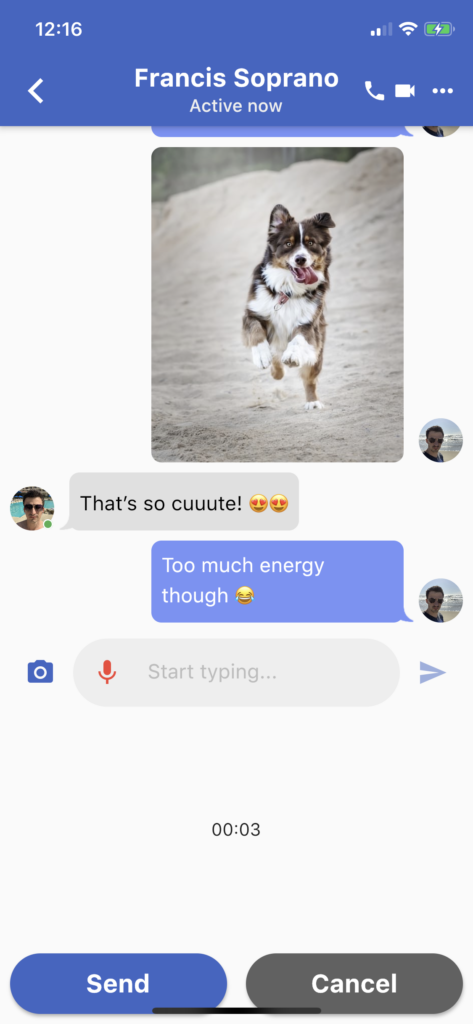 12:16
Francis Soprano
Active now
That's so cuuute! 😍😍
Too much energy
though 😂
Start typing...
00:03
Send
Cancel